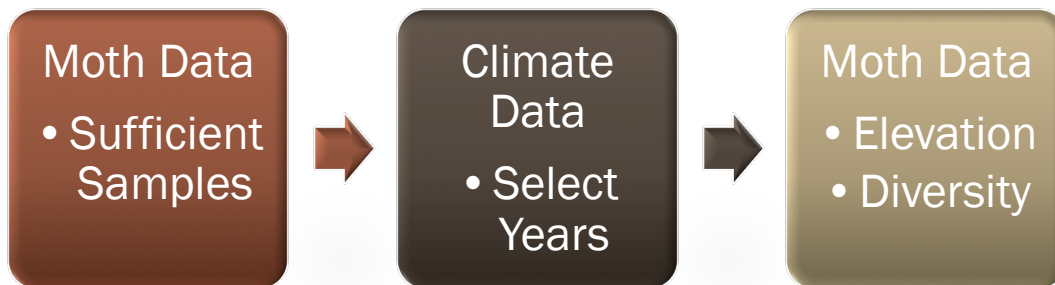 Moth Data
• Sufficient
Samples
Climate
Data
• Select
Years
Moth Data
• Elevation
• Diversity